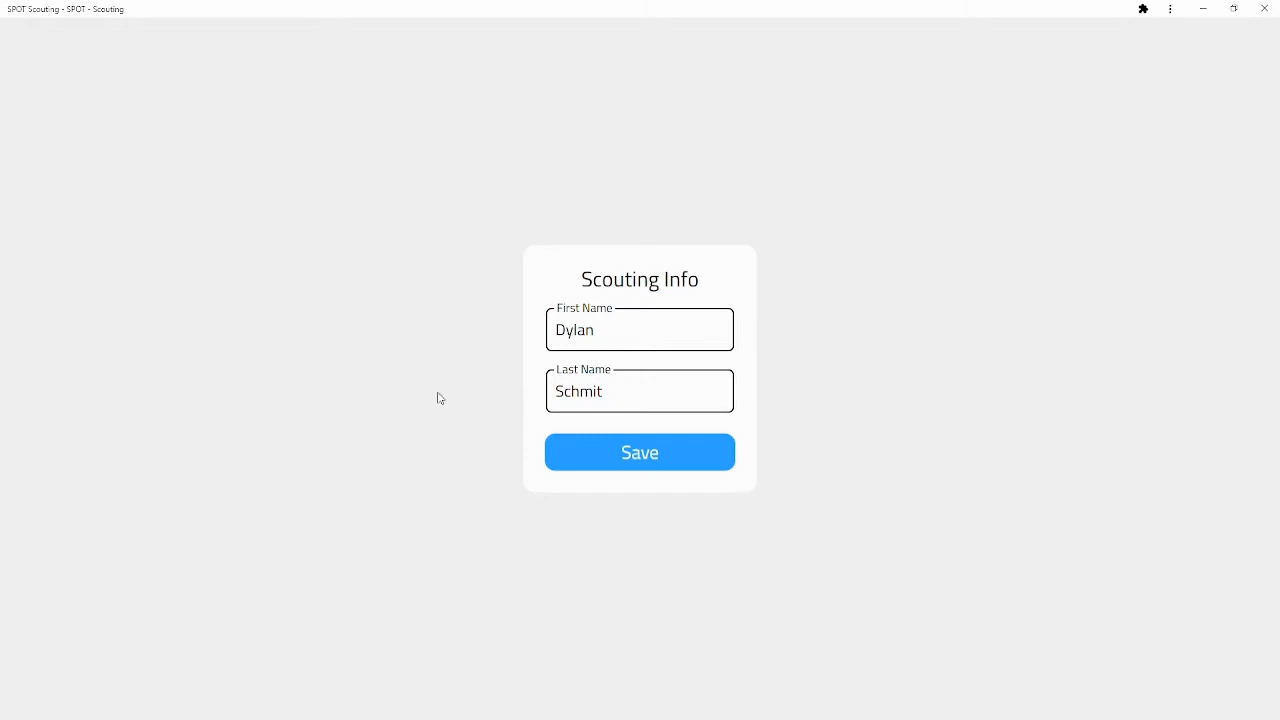 SPOT Scouting - SPOT - Scouting
Scouting Info
First Name
Dylan
Last Name
Schmit
Save